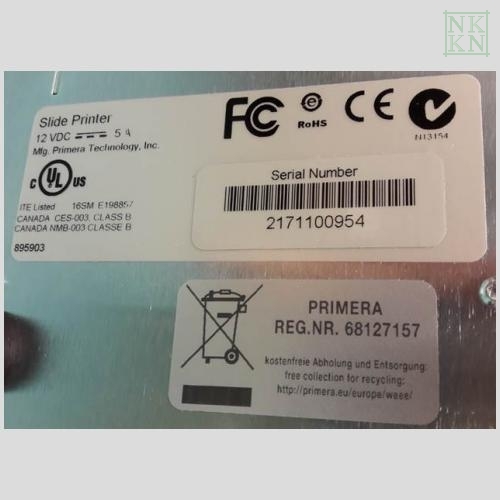 NK
KN
Slide Printer
12 VDC 5 A
Mfg. Primera Technology, Inc.
FC
e
RoHS
CE
N13154
C UL US
ITE Listed 16SM E198857
CANADA CES-003, CLASS B
CANADA NMB-003 CLASSE B
895903
Serial Number
2171100954
PRIMERA
REG.NR. 68127157
kostenfreie Abholung und Entsorgung:
free collection for recycling:
http://primera.eu/europe/weee/